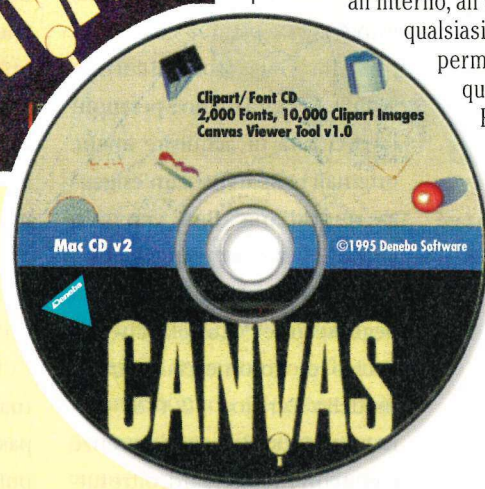 all'interno, an
qualsiasi
perm
qu
Clipart/Font CD
2,000 Fonts, 10,000 Clipart Images
Canvas Viewer Tool v1.0
Mac CD v2
©1995 Deneba Software
Deneba
CANVAS